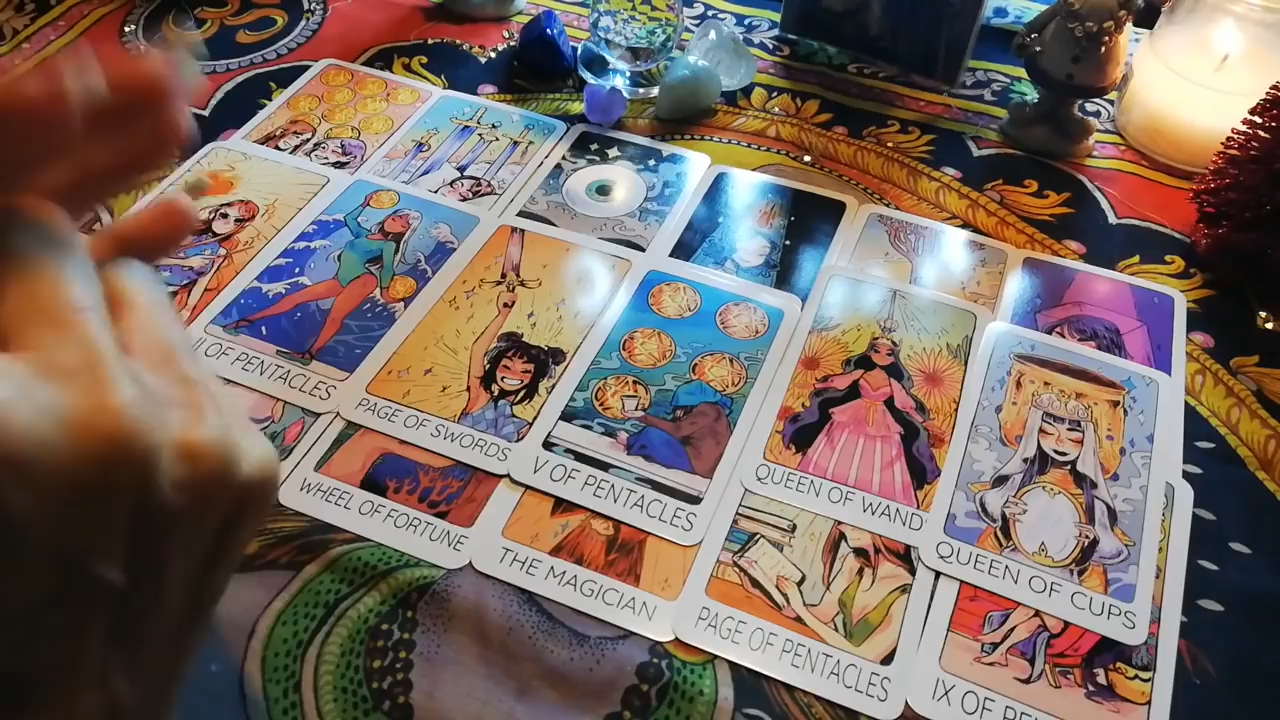 II OF PENTACLES
PAGE OF SWORDS
V OF PENTACLES
QUEEN OF WAND
QUEEN OF CUPS
WHEEL OF FORTUNE
THE MAGICIAN
PAGE OF PENTACLES
IX OF PE